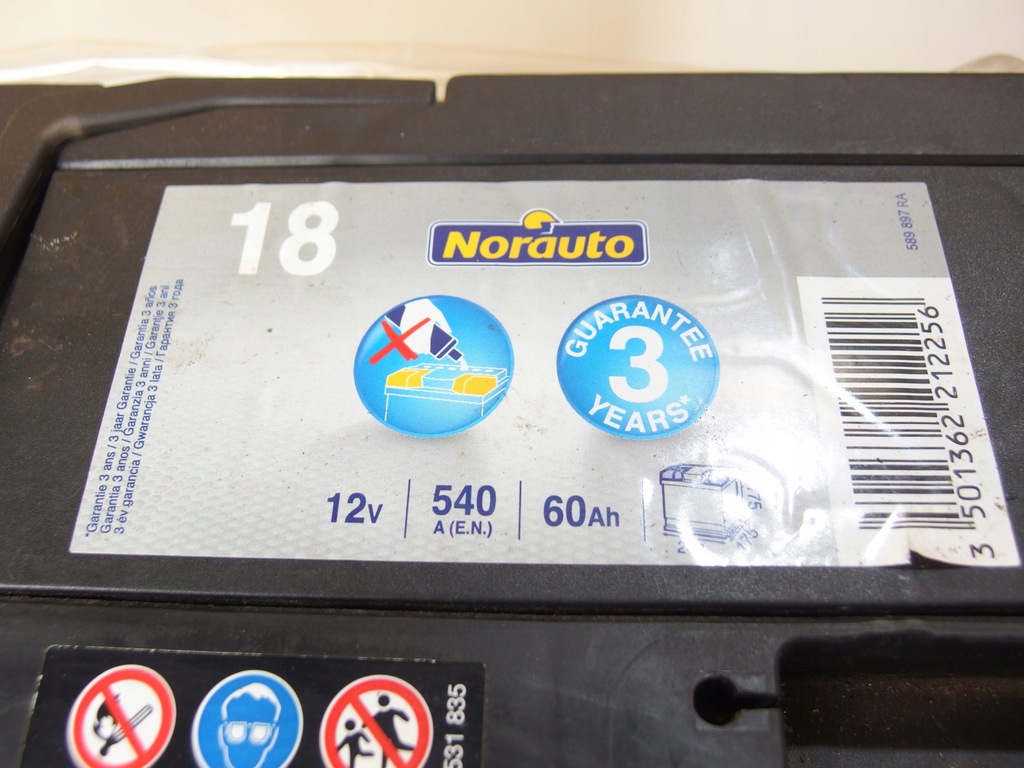 18
Norauto
589 897 RA
GUARANTEE
3
YEARS*
*Garantie 3 ans / 3 jaar Garantie / Garantía 3 años
Garantia 3 anos / Garanzia 3 anni / Garanţie 3 ani
3 év garancia / Gwarancja 3 lata / Гарантия 3 года
12V
540
A (E.N.)
60Ah
3 501362 212256
531 835